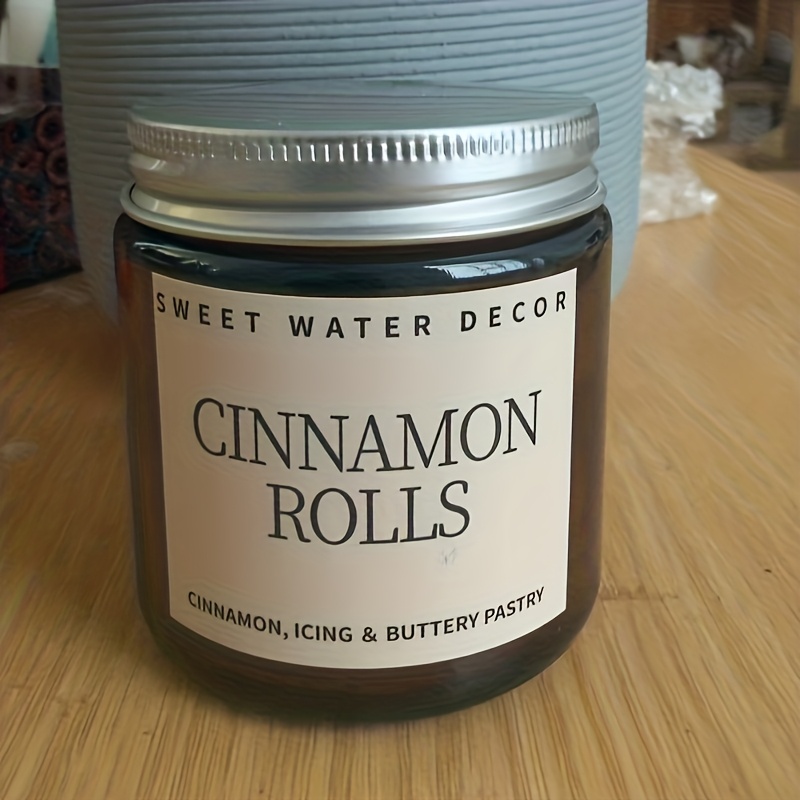 SWEET WATER DECOR
CINNAMON
ROLLS
CINNAMON, ICING & BUTTERY PASTRY